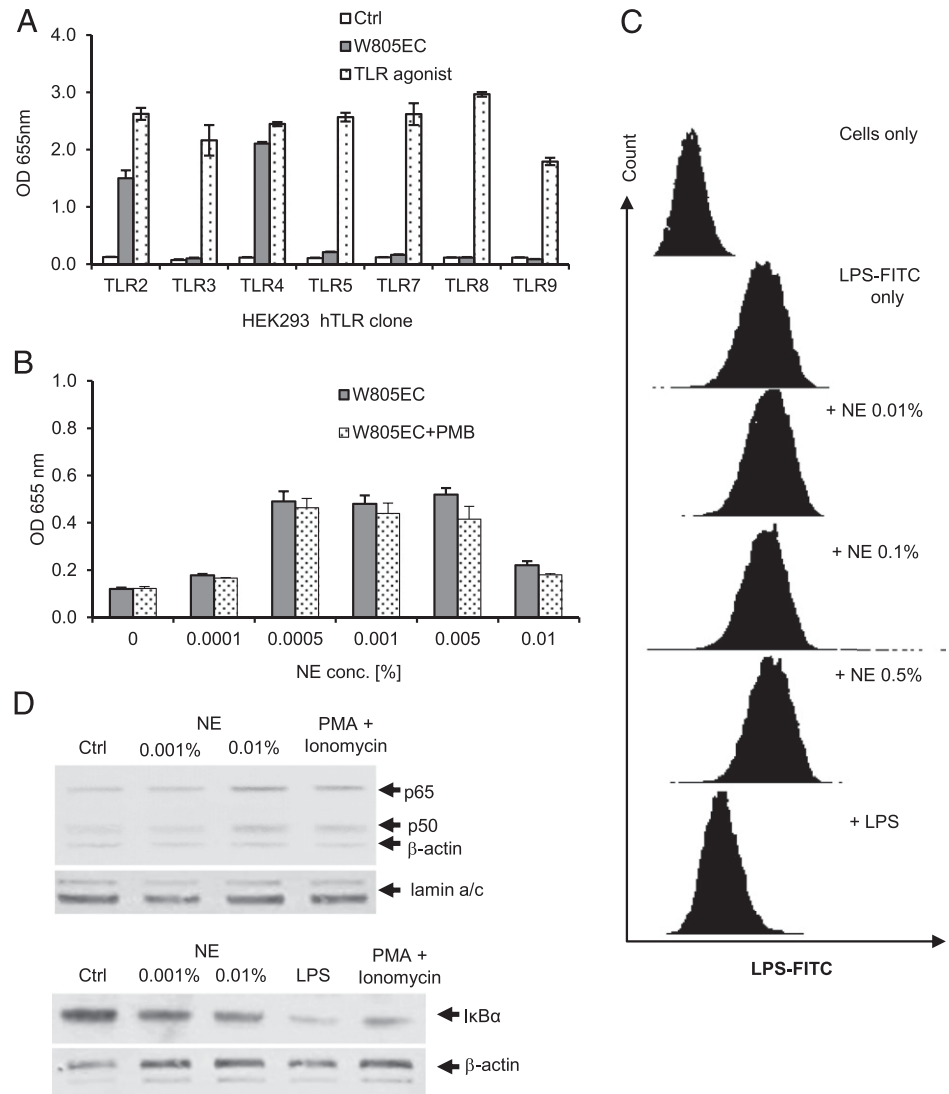 A
Ctrl
W805EC
TLR agonist
4.0
3.0
2.0
1.0
0.0
OD 655nm
TLR2 TLR3 TLR4 TLR5 TLR7 TLR8 TLR9
HEK293 hTLR clone
B
W805EC
W805EC+PMB
1.0
0.8
0.6
0.4
0.2
0.0
OD 655 nm
0 0.0001 0.0005 0.001 0.005 0.01
NE conc. [%]
C
Count
Cells only
LPS-FITC
only
+ NE 0.01%
+ NE 0.1%
+ NE 0.5%
+ LPS
LPS-FITC
D
NE
PMA +
Ctrl 0.001% 0.01% Ionomycin
p65
p50
β-actin
lamin a/c
NE
PMA +
Ctrl 0.001% 0.01% LPS Ionomycin
IκBα
β-actin